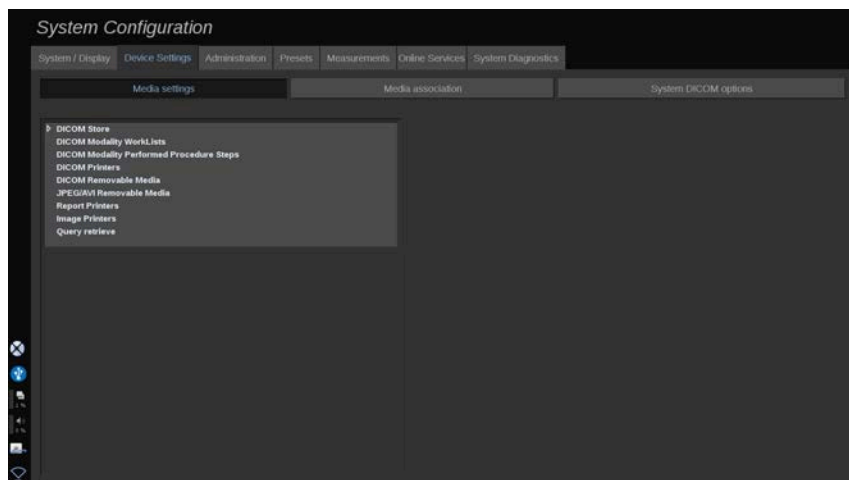 System Configuration
System / Display Device Settings Administration Presets Measurements Online Services System Diagnostics
Media settings Media association System DICOM options
DICOM Store
DICOM Modality WorkLists
DICOM Modality Performed Procedure Steps
DICOM Printers
DICOM Removable Media
JPEG/AVI Removable Media
Report Printers
Image Printers
Query retrieve